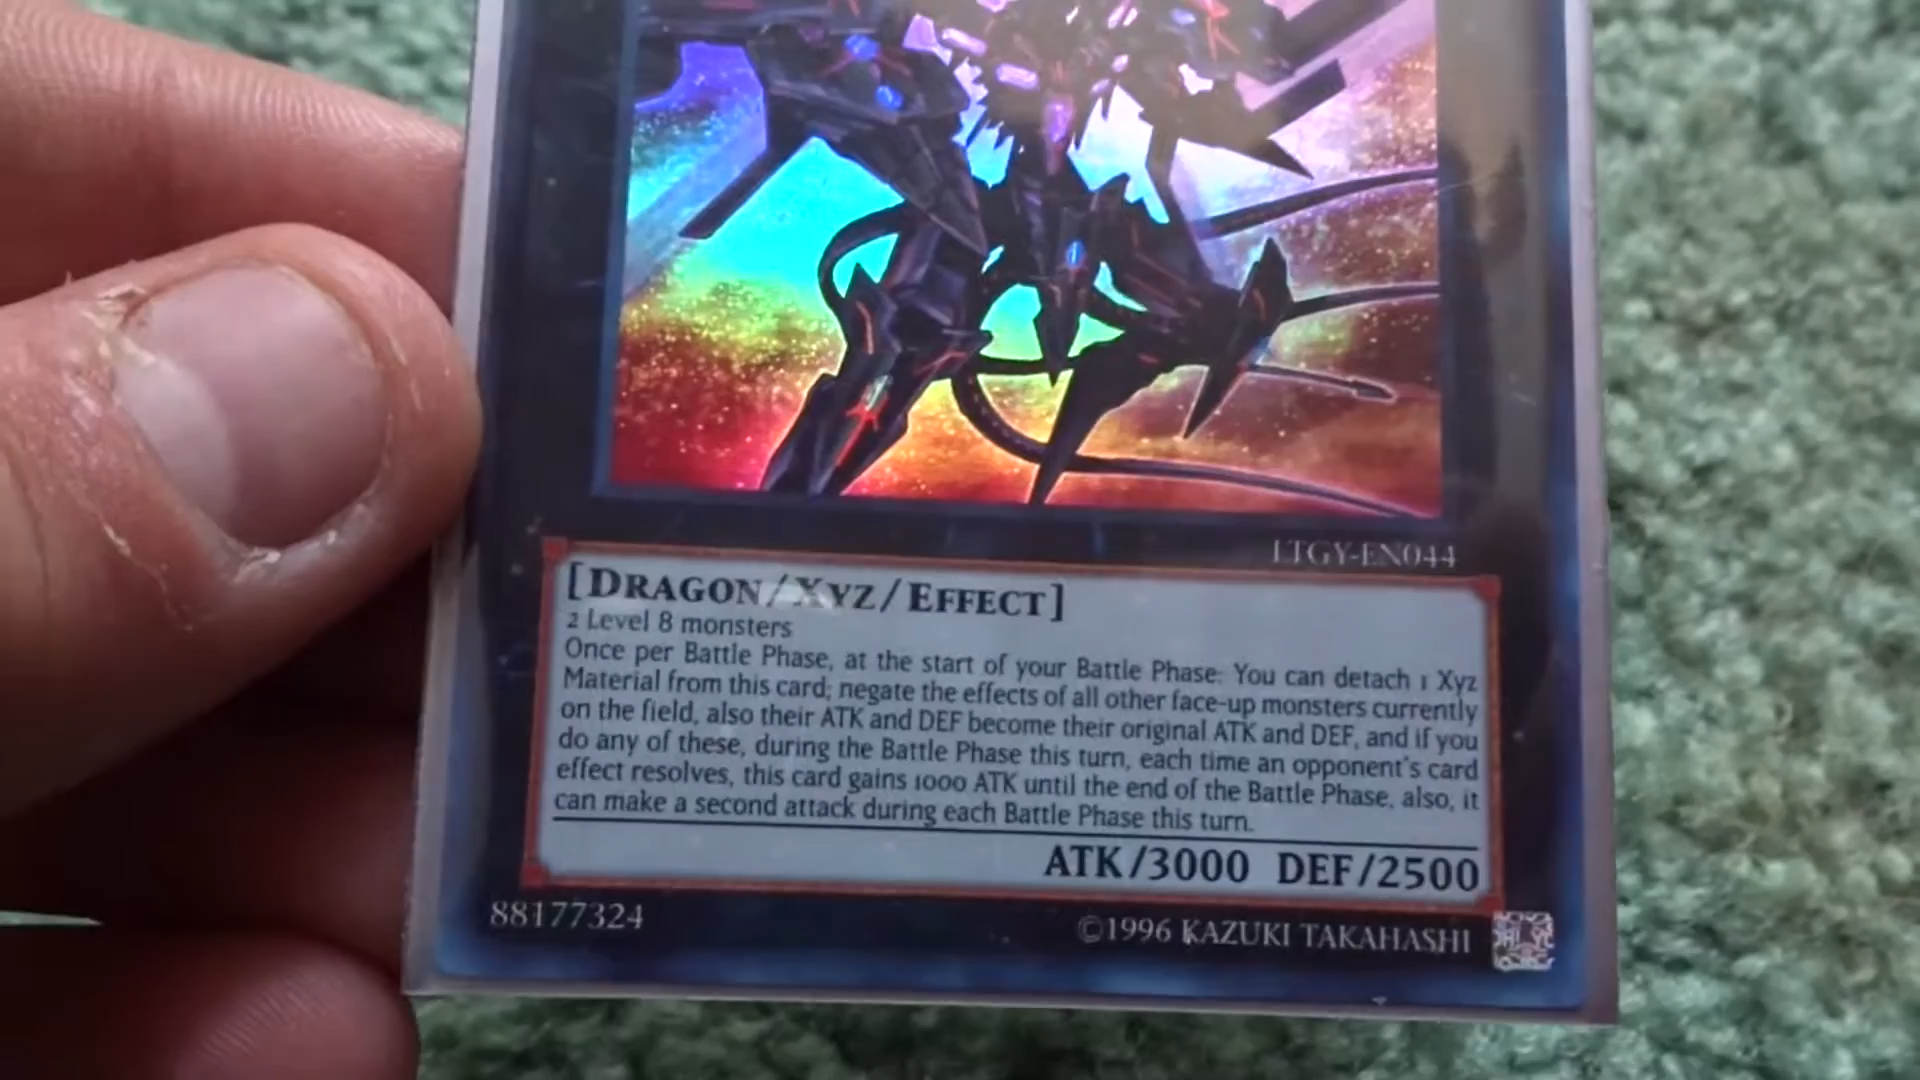 LTGY-EN044
[DRAGON/XYZ/EFFECT]
2 Level 8 monsters
Once per Battle Phase, at the start of your Battle Phase: You can detach 1 Xyz
Material from this card; negate the effects of all other face-up monsters currently
on the field, also their ATK and DEF become their original ATK and DEF, and if you
do any of these, during the Battle Phase this turn, each time an opponent's card
effect resolves, this card gains 1000 ATK until the end of the Battle Phase, also, it
can make a second attack during each Battle Phase this turn.
ATK/3000 DEF/2500
88177324
©1996 KAZUKI TAKAHASHI